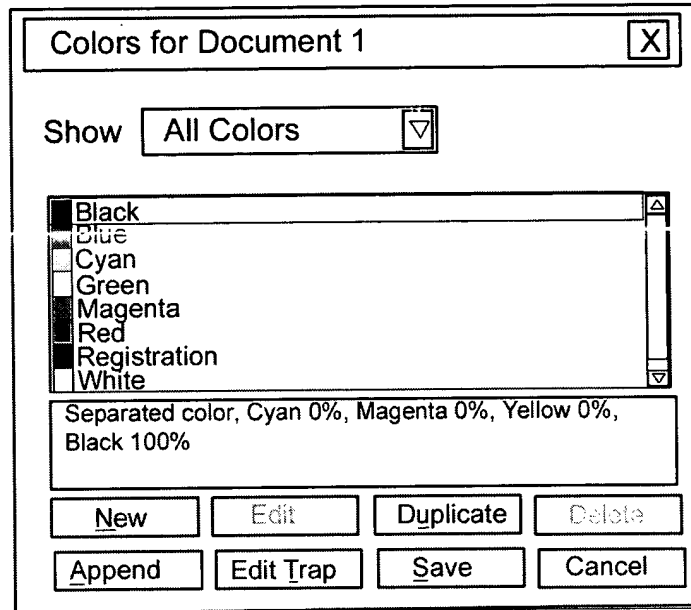 Colors for Document 1 X
Show All Colors
Black
Blue
Cyan
Green
Magenta
Red
Registration
White
Separated color, Cyan 0%, Magenta 0%, Yellow 0%,
Black 100%
New Edit Duplicate Delete
Append Edit Trap Save Cancel